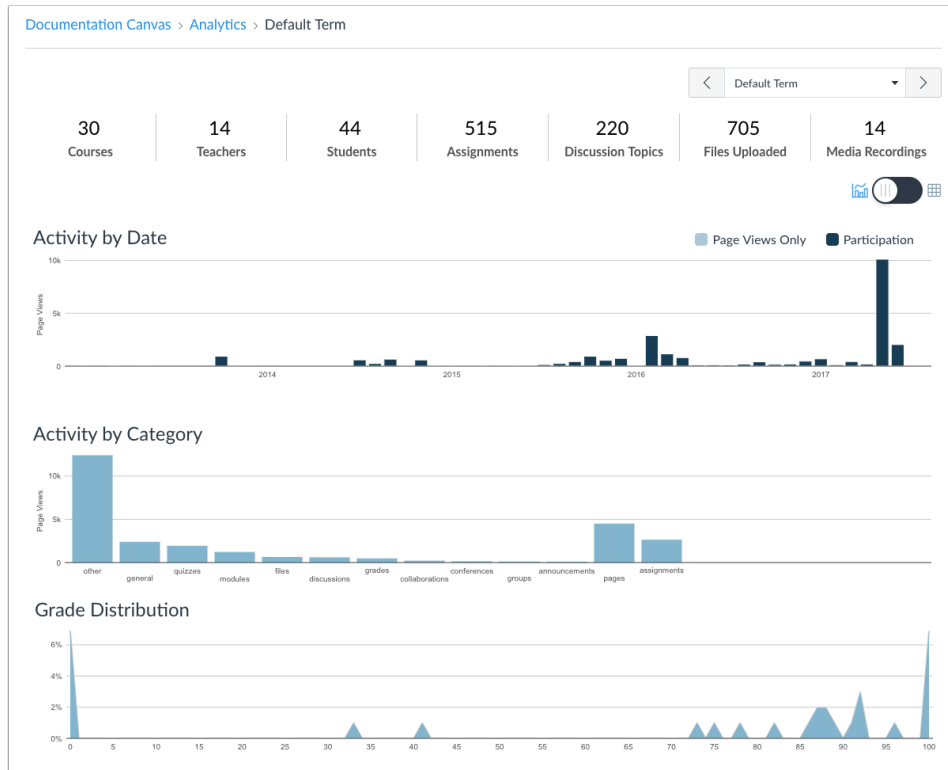 Documentation Canvas > Analytics > Default Term
Default Term
30 14 44 515 220 705 14
Courses Teachers Students Assignments Discussion Topics Files Uploaded Media Recordings
Activity by Date
Page Views Only Participation
10k
5k
0
Page Views
2014 2015 2016 2017
Activity by Category
10k
5k
0
Page Views
other general quizzes modules files discussions grades collaborations conferences groups announcements pages assignments
Grade Distribution
6%
4%
2%
0%
0 5 10 15 20 25 30 35 40 45 50 55 60 65 70 75 80 85 90 95 100